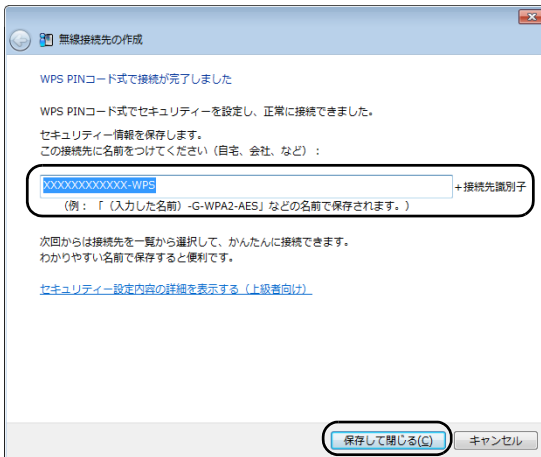 無線接続先の作成
WPS PINコード式で接続が完了しました
WPS PINコード式でセキュリティーを設定し、正常に接続できました。
セキュリティー情報を保存します。
この接続先に名前をつけてください（自宅、会社、など）：
XXXXXXXXXXXX-WPS +接続先識別子
（例：「（入力した名前）-G-WPA2-AES」などの名前で保存されます。）
次回からは接続先を一覧から選択して、かんたんに接続できます。
わかりやすい名前で保存すると便利です。
セキュリティー設定内容の詳細を表示する（上級者向け）
保存して閉じる(C) キャンセル